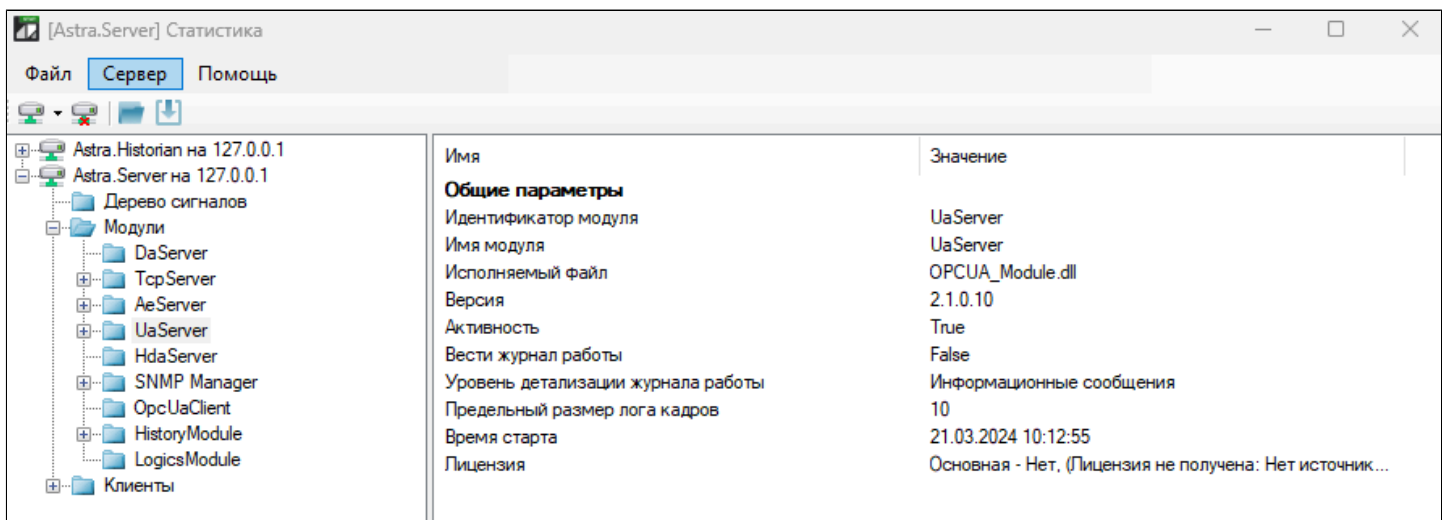 [Astra.Server] Статистика
Файл Сервер Помощь
Astra.Historian на 127.0.0.1
Astra.Server на 127.0.0.1
Дерево сигналов
Модули
DaServer
TcpServer
AeServer
UaServer
HdaServer
SNMP Manager
OpcUaClient
HistoryModule
LogicsModule
Клиенты
Имя Значение
Общие параметры
Идентификатор модуля UaServer
Имя модуля UaServer
Исполняемый файл OPCUA_Module.dll
Версия 2.1.0.10
Активность True
Вести журнал работы False
Уровень детализации журнала работы Информационные сообщения
Предельный размер лога кадров 10
Время старта 21.03.2024 10:12:55
Лицензия Основная - Нет, (Лицензия не получена: Нет источник...